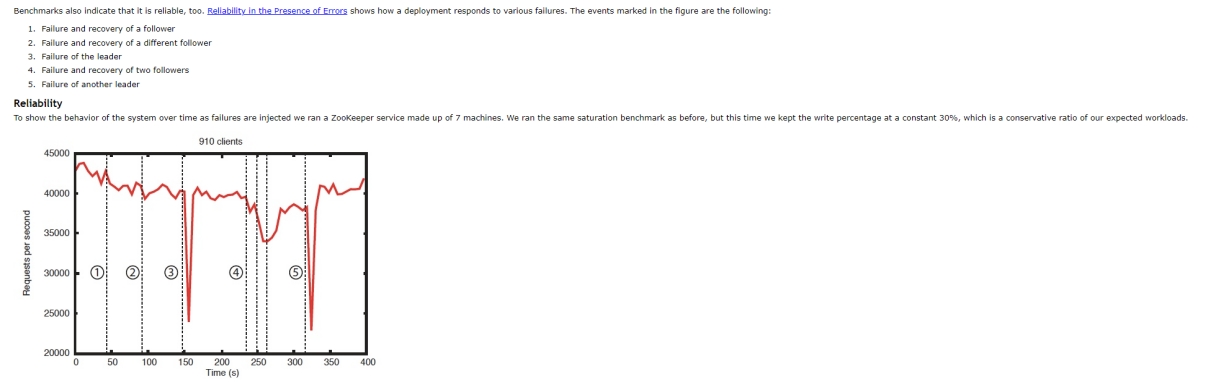 Benchmarks also indicate that it is reliable, too. Reliability in the Presence of Errors shows how a deployment responds to various failures. The events marked in the figure are the following:
1. Failure and recovery of a follower
2. Failure and recovery of a different follower
3. Failure of the leader
4. Failure and recovery of two followers
5. Failure of another leader
Reliability
To show the behavior of the system over time as failures are injected we ran a ZooKeeper service made up of 7 machines. We ran the same saturation benchmark as before, but this time we kept the write percentage at a constant 30%, which is a conservative ratio of our expected workloads.
910 clients
45000
40000
35000
30000
25000
20000
Requests per second
① ② ③ ④ ⑤
0 50 100 150 200 250 300 350 400
Time (s)